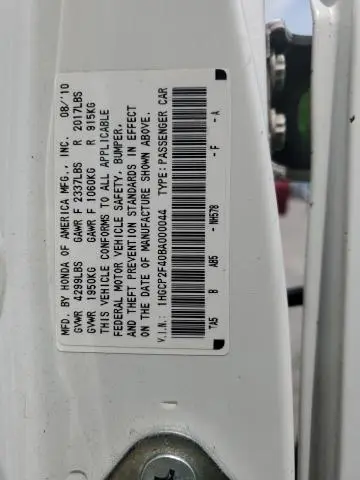 MFD. BY HONDA OF AMERICA MFG., INC. 08/'10
GVWR 4299LBS GAWR F 2337LBS R 2017LBS
GVWR 1950KG GAWR F 1060KG R 915KG
THIS VEHICLE CONFORMS TO ALL APPLICABLE
FEDERAL MOTOR VEHICLE SAFETY, BUMPER,
AND THEFT PREVENTION STANDARDS IN EFFECT
ON THE DATE OF MANUFACTURE SHOWN ABOVE.
V.I.N.: 1HGCP2F40BA000044 TYPE:PASSENGER CAR
TA5 B AB5 - NH578 - F - A